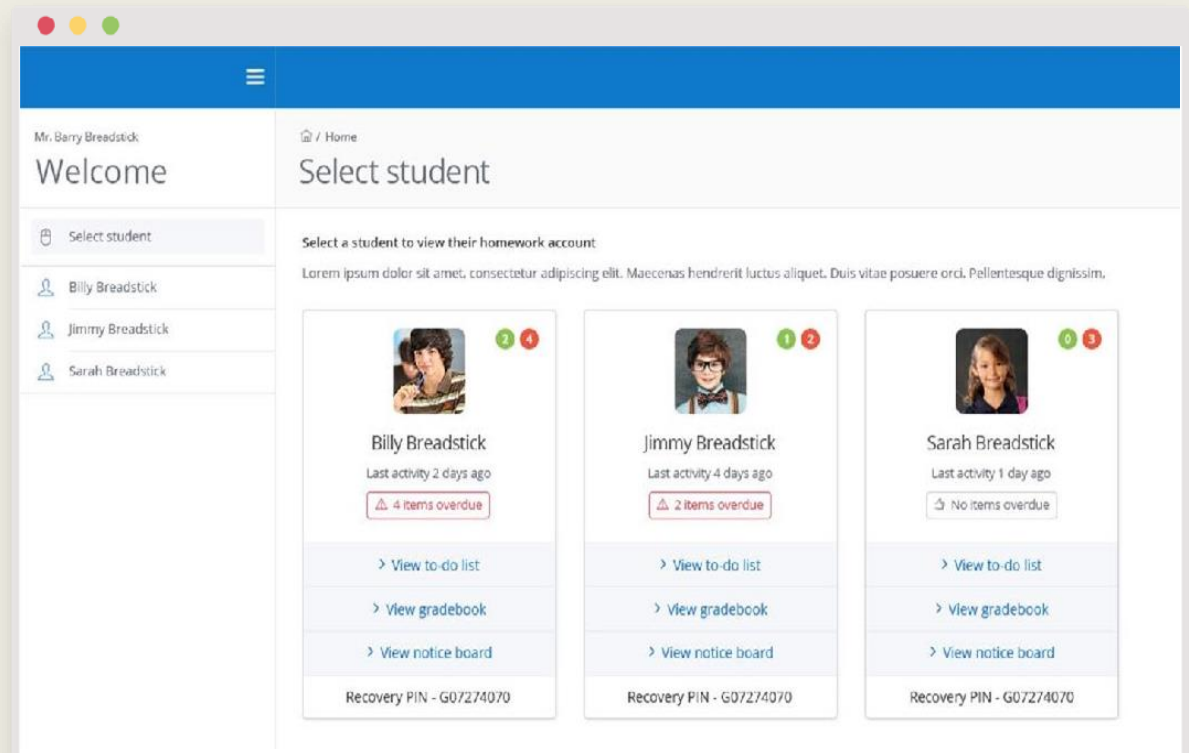 Mr. Barry Breadstick
Welcome
Select student
Billy Breadstick
Jimmy Breadstick
Sarah Breadstick
/ Home
Select student
Select a student to view their homework account
Lorem ipsum dolor sit amet, consectetur adipiscing elit. Maecenas hendrerit luctus aliquet. Duis vitae posuere orci. Pellentesque dignissim.
2 4
Billy Breadstick
Last activity 2 days ago
4 items overdue
View to-do list
View gradebook
View notice board
Recovery PIN - G07274070
1 2
Jimmy Breadstick
Last activity 4 days ago
2 items overdue
View to-do list
View gradebook
View notice board
Recovery PIN - G07274070
0 3
Sarah Breadstick
Last activity 1 day ago
No items overdue
View to-do list
View gradebook
View notice board
Recovery PIN - G07274070